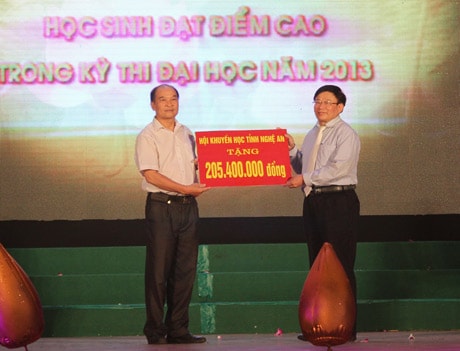 HỌC SINH ĐẠT ĐIỂM CAO
TRONG KỲ THI ĐẠI HỌC NĂM 2013
HỘI KHUYẾN HỌC TỈNH NGHỆ AN
TẶNG
205.400.000 đồng